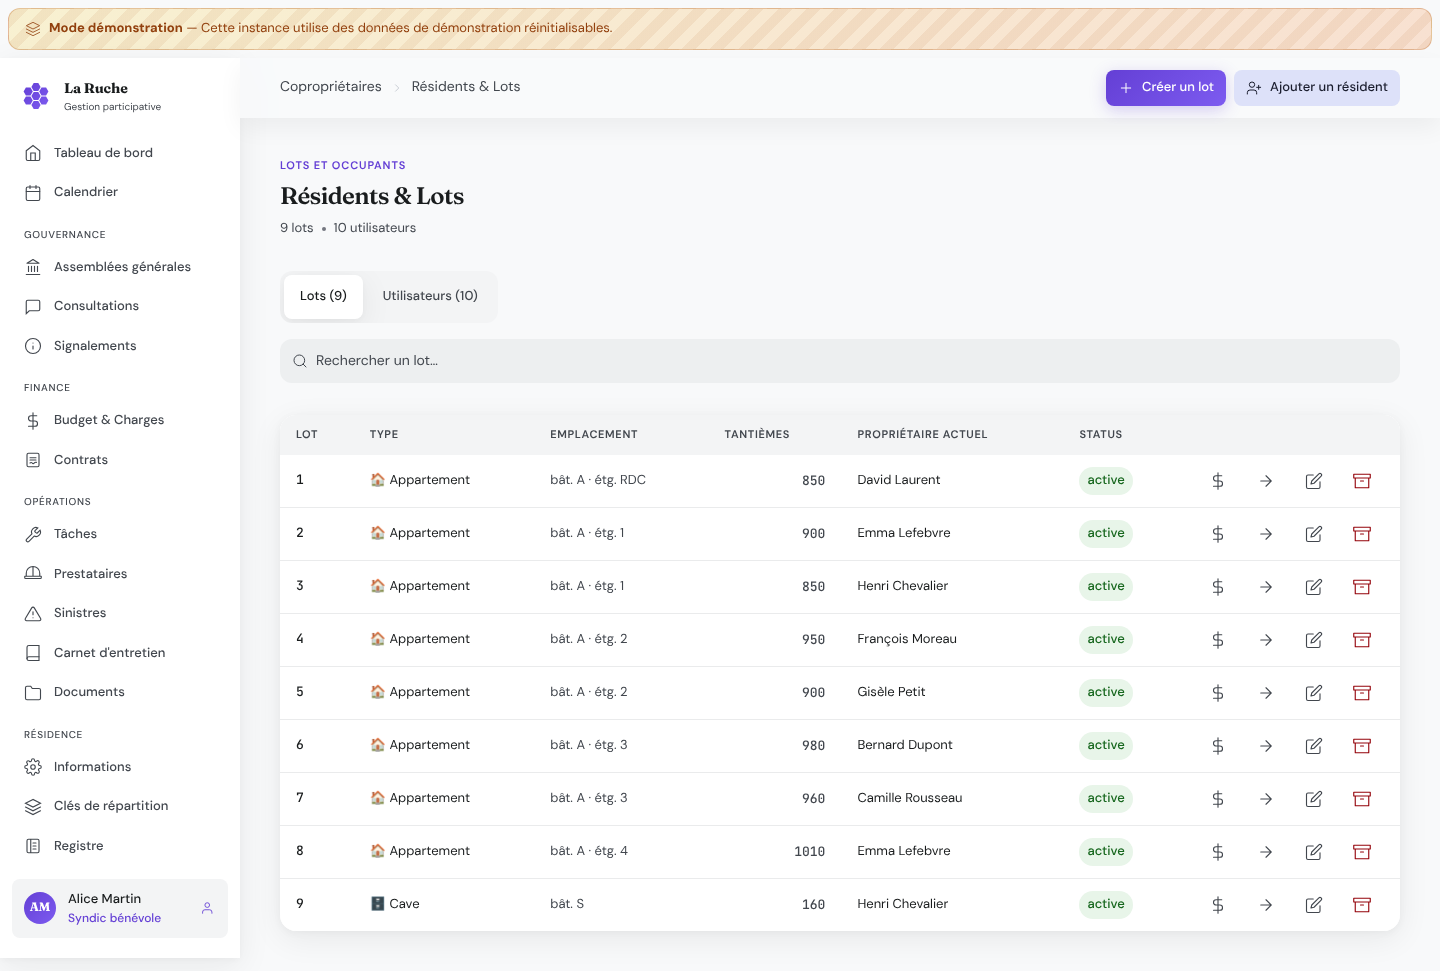 Mode démonstration — Cette instance utilise des données de démonstration réinitialisables.
La Ruche
Gestion participative
Tableau de bord
Calendrier
GOUVERNANCE
Assemblées générales
Consultations
Signalements
FINANCE
Budget & Charges
Contrats
OPÉRATIONS
Tâches
Prestataires
Sinistres
Carnet d'entretien
Documents
RÉSIDENCE
Informations
Clés de répartition
Registre
AM
Alice Martin
Syndic bénévole
Copropriétaires > Résidents & Lots
Créer un lot
Ajouter un résident
LOTS ET OCCUPANTS
Résidents & Lots
9 lots • 10 utilisateurs
Lots (9) Utilisateurs (10)
Rechercher un lot...
LOT TYPE EMPLACEMENT TANTIÈMES PROPRIÉTAIRE ACTUEL STATUS
1 Appartement bât. A · étg. RDC 850 David Laurent active
2 Appartement bât. A · étg. 1 900 Emma Lefebvre active
3 Appartement bât. A · étg. 1 850 Henri Chevalier active
4 Appartement bât. A · étg. 2 950 François Moreau active
5 Appartement bât. A · étg. 2 900 Gisèle Petit active
6 Appartement bât. A · étg. 3 980 Bernard Dupont active
7 Appartement bât. A · étg. 3 960 Camille Rousseau active
8 Appartement bât. A · étg. 4 1010 Emma Lefebvre active
9 Cave bât. S 160 Henri Chevalier active